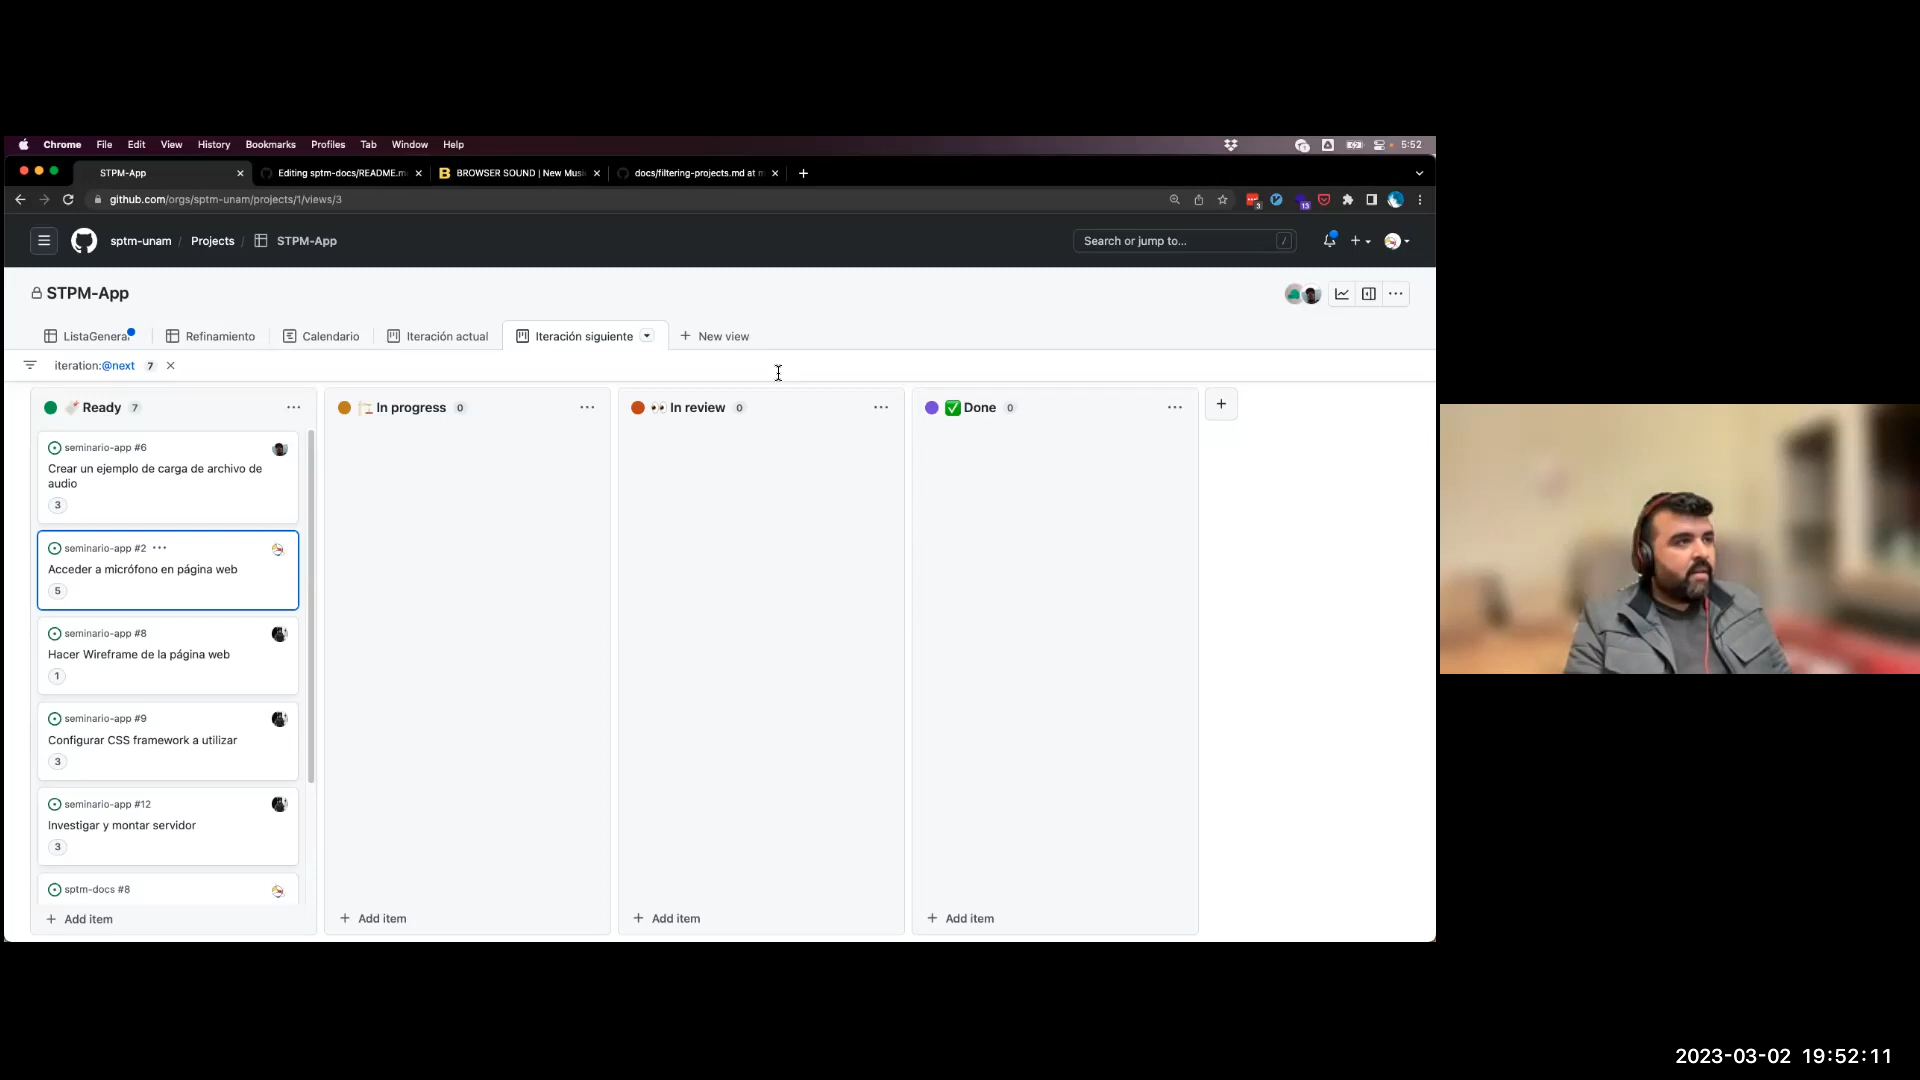 Chrome File Edit View History Bookmarks Profiles Tab Window Help 5:52
STPM-App Editing sptm-docs/README.m BROWSER SOUND | New Musi docs/filtering-projects.md at m
github.com/orgs/sptm-unam/projects/1/views/3 3 13
sptm-unam / Projects / STPM-App Search or jump to... /
STPM-App
ListaGeneral Refinamiento Calendario Iteración actual Iteración siguiente New view
iteration:@next 7
Ready 7
seminario-app #6
Crear un ejemplo de carga de archivo de
audio
3
seminario-app #2
Acceder a micrófono en página web
5
seminario-app #8
Hacer Wireframe de la página web
1
seminario-app #9
Configurar CSS framework a utilizar
3
seminario-app #12
Investigar y montar servidor
3
sptm-docs #8
Add item
In progress 0
Add item
In review 0
Add item
Done 0
Add item
2023-03-02 19:52:11